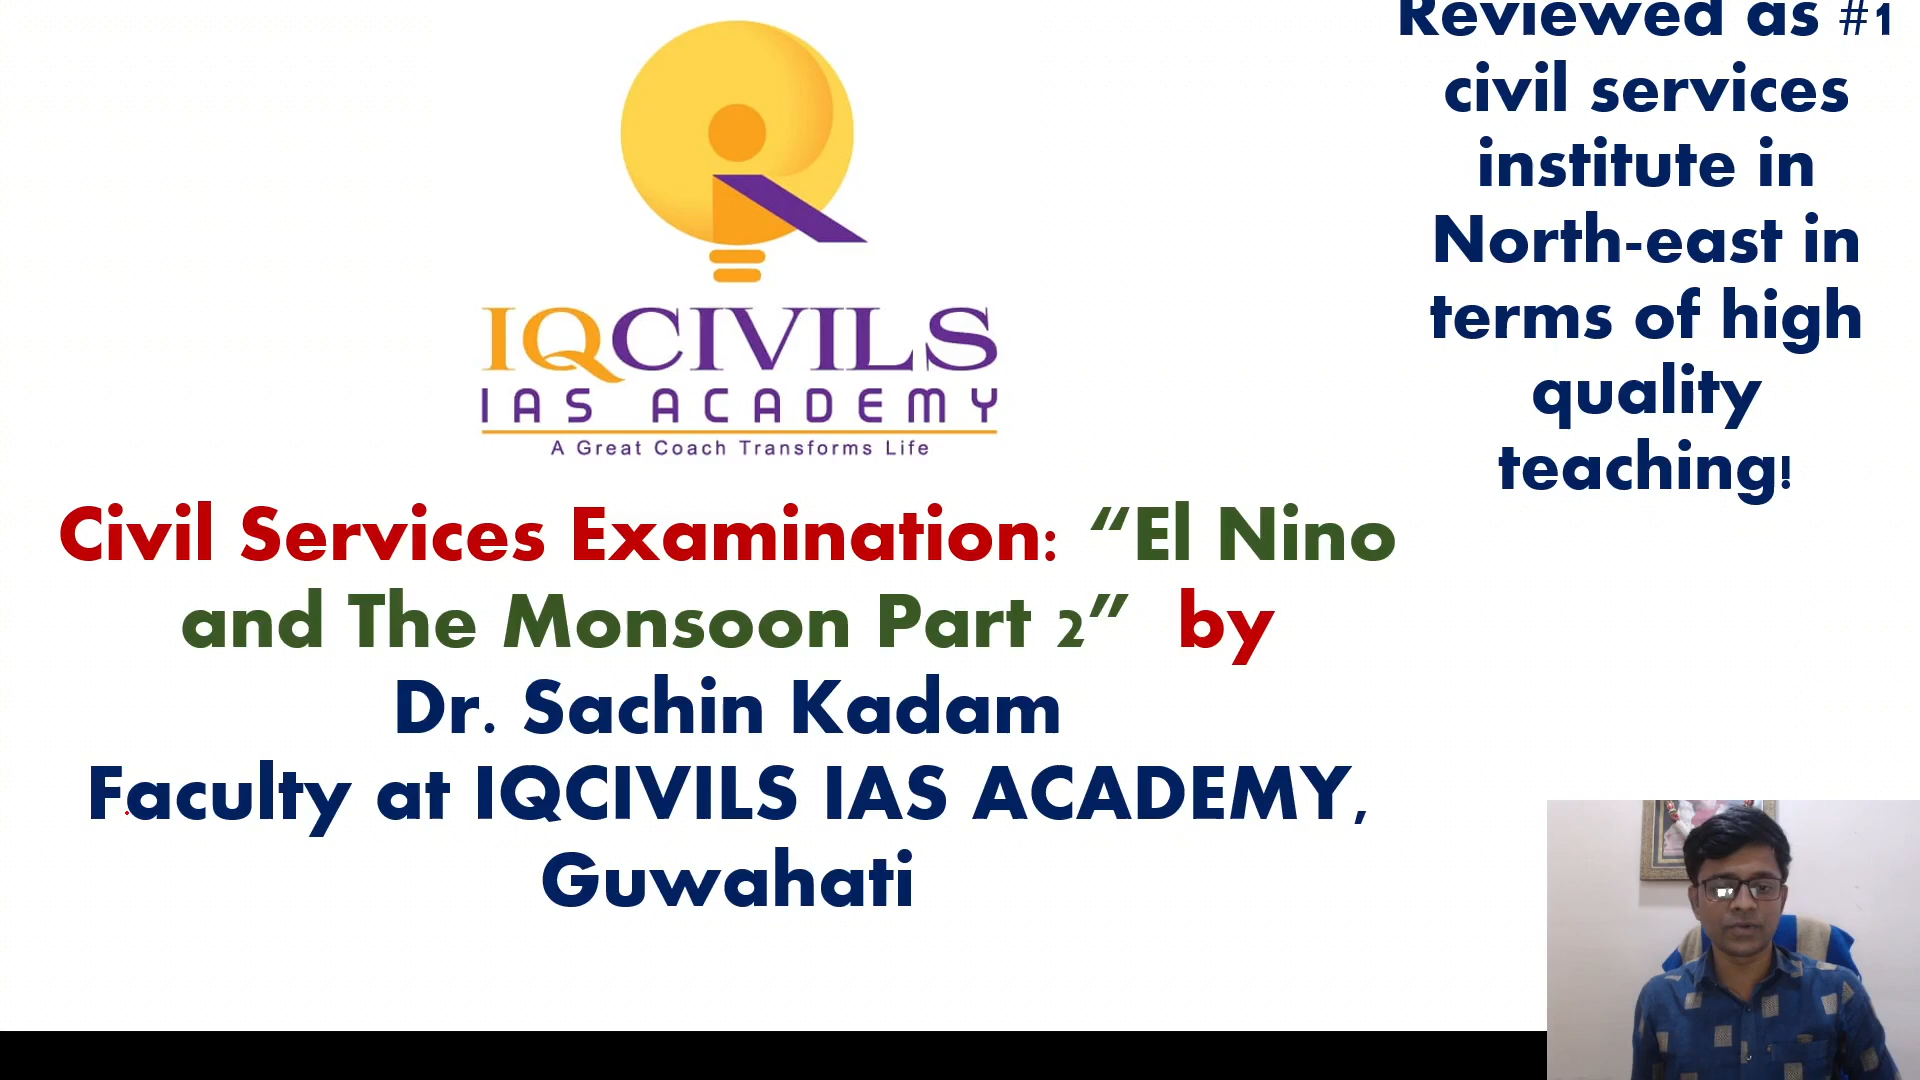 IQCIVILS
IAS ACADEMY
A Great Coach Transforms Life
Reviewed as #1
civil services
institute in
North-east in
terms of high
quality
teaching!
Civil Services Examination: “El Nino
and The Monsoon Part 2” by
Dr. Sachin Kadam
Faculty at IQCIVILS IAS ACADEMY,
Guwahati